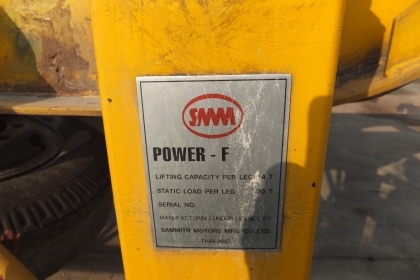 SMM
POWER - F
LIFTING CAPACITY PER LEG T
STATIC LOAD PER LEG T
SERIAL NO.
MANUFACTURING UNDER LICENCE BY
SAMMITR MOTORS MFG. CO., LTD.
THAILAND